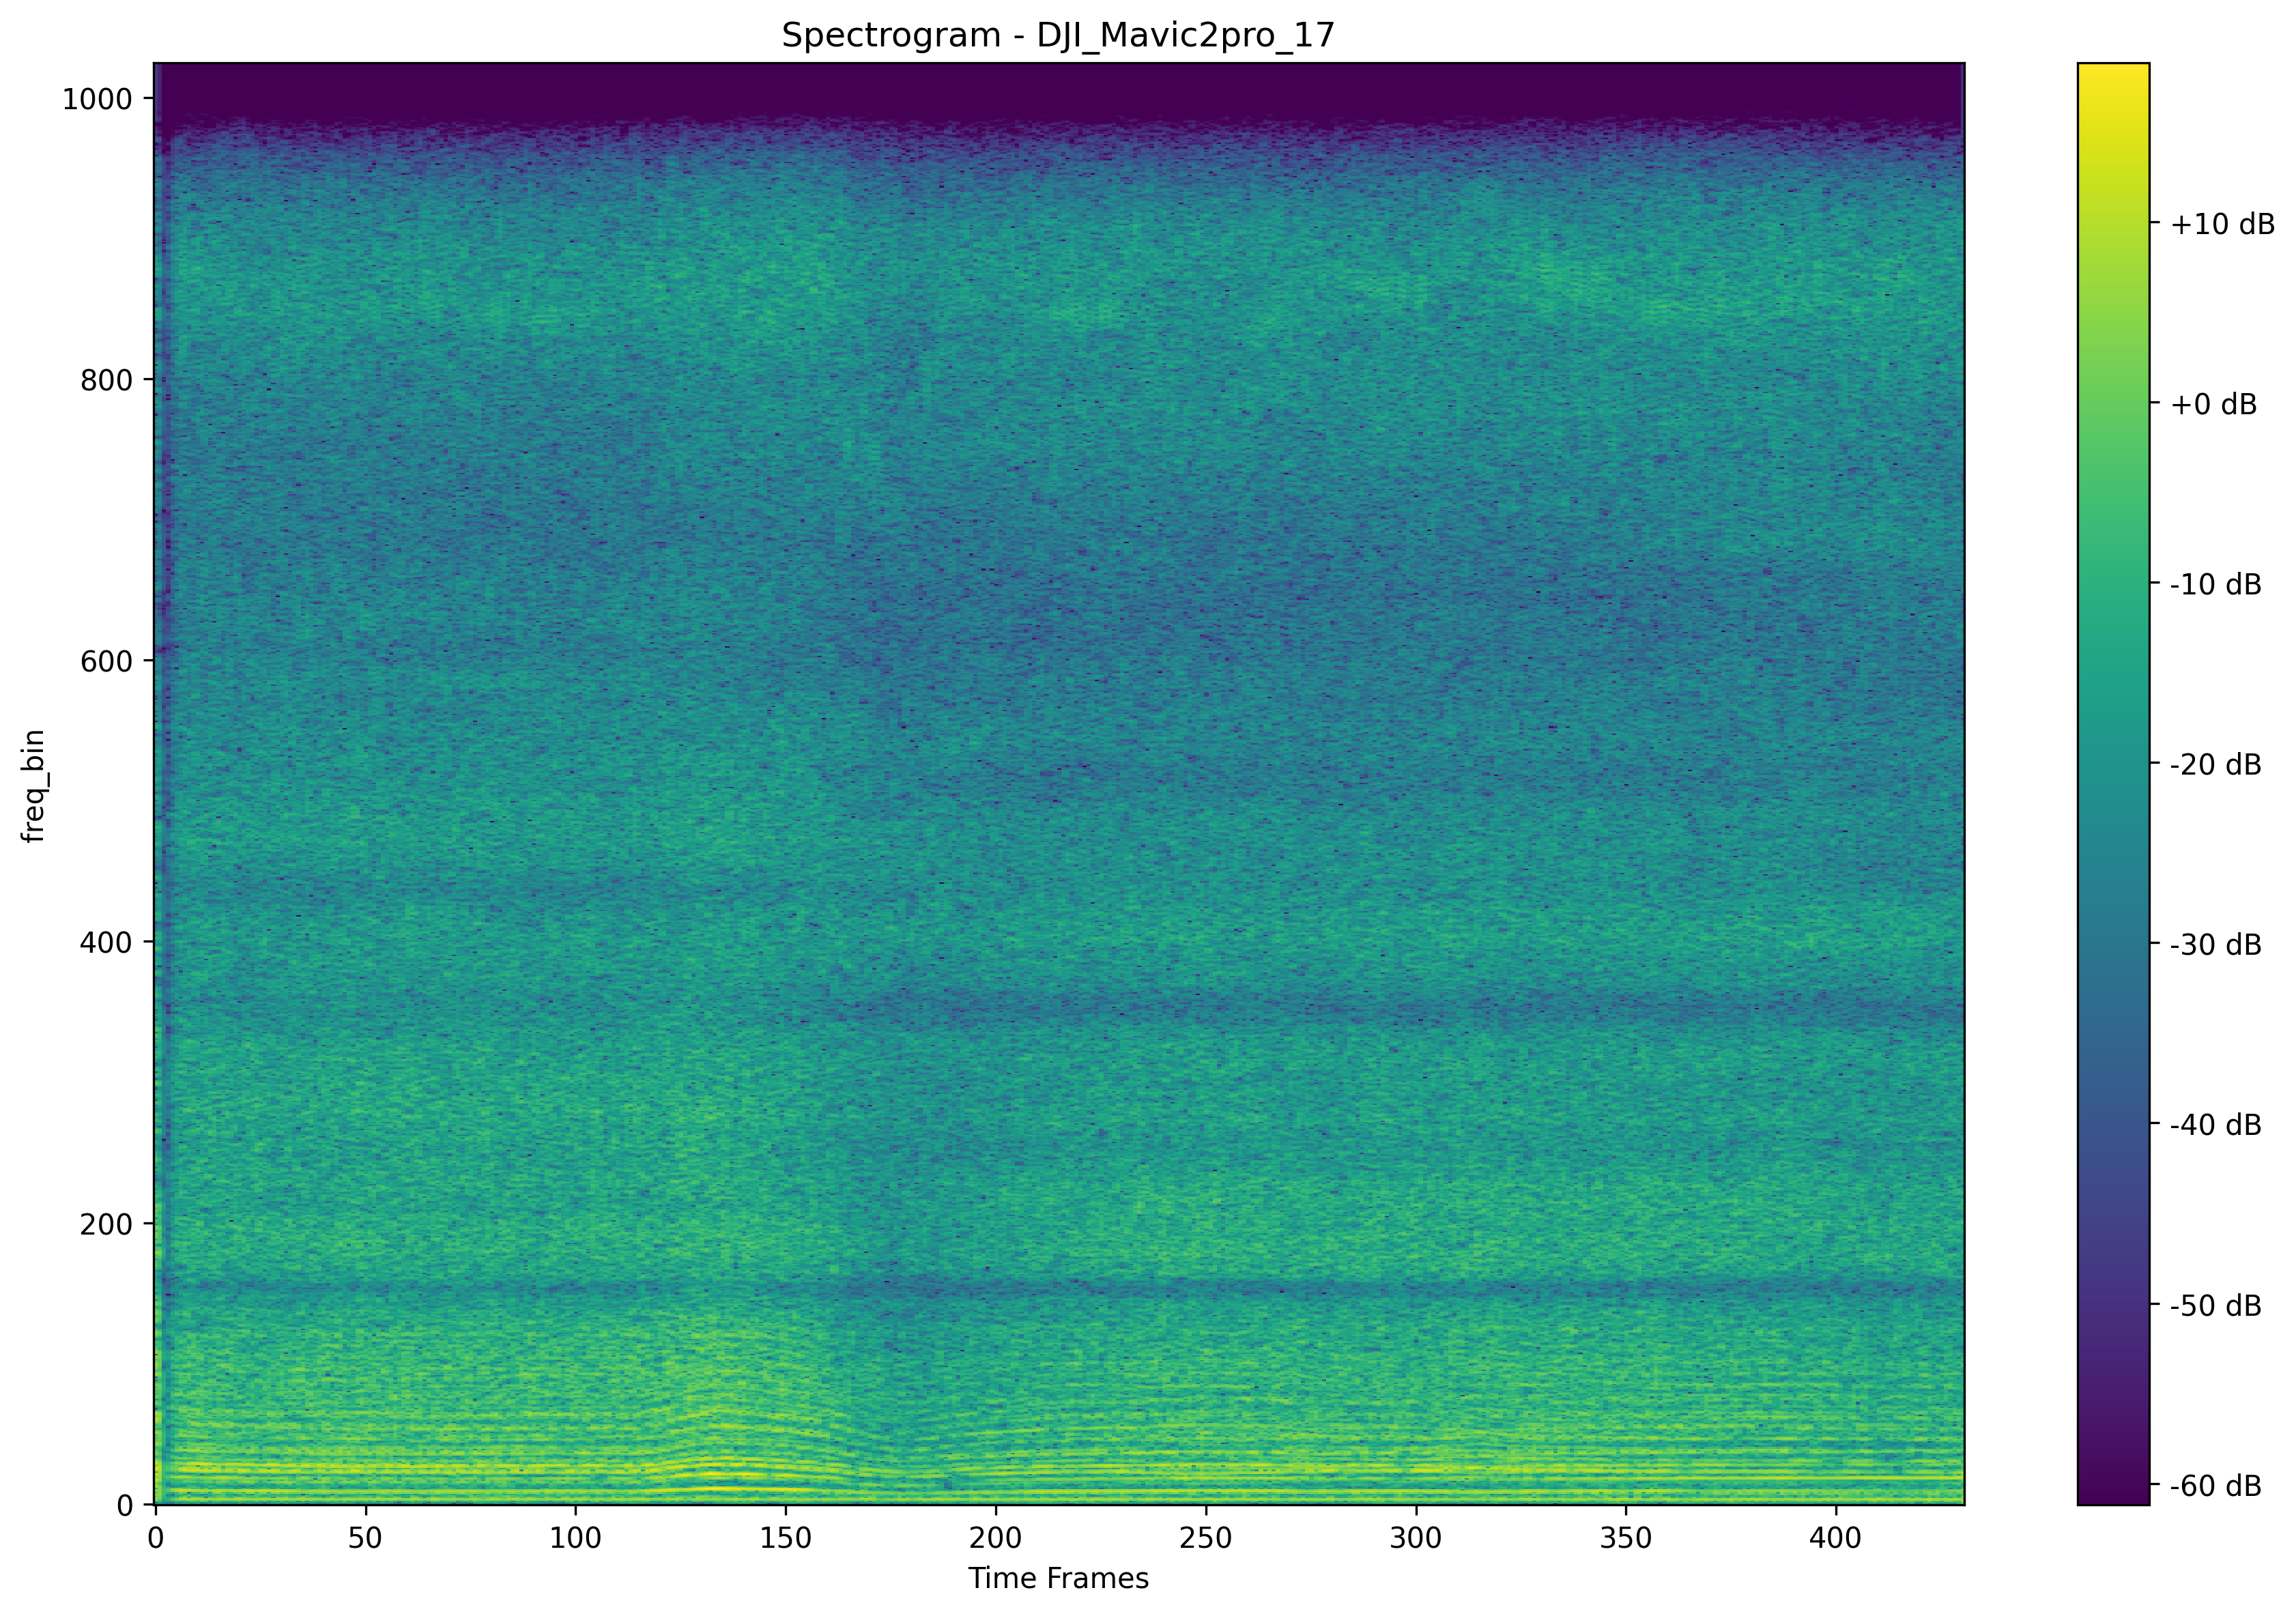 Spectrogram - DJI_Mavic2pro_17
1000
800
600
400
200
0
freq_bin
0 50 100 150 200 250 300 350 400
Time Frames
+10 dB
+0 dB
-10 dB
-20 dB
-30 dB
-40 dB
-50 dB
-60 dB